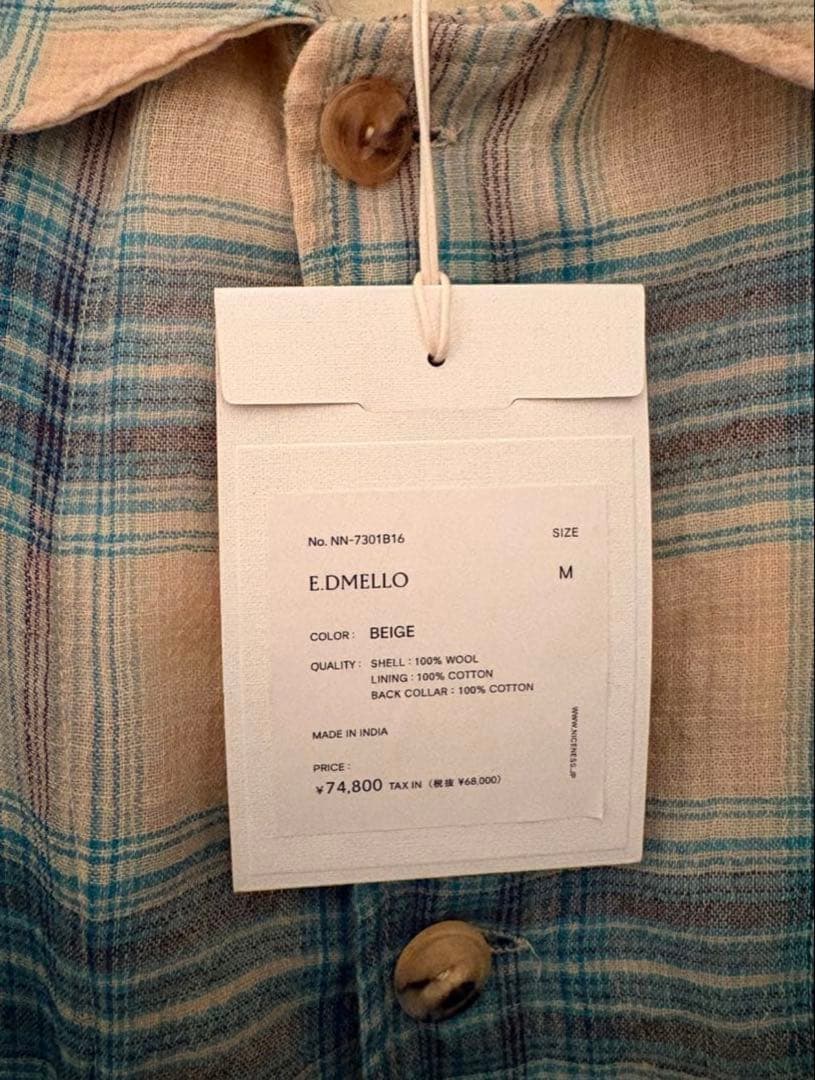 No. NN-7301B16
SIZE
E.DMELLO
M
COLOR : BEIGE
QUALITY : SHELL : 100% WOOL
LINING : 100% COTTON
BACK COLLAR : 100% COTTON
MADE IN INDIA
PRICE :
¥74,800 TAX IN (税抜 ¥68,000)
WWW.NICENESS.JP